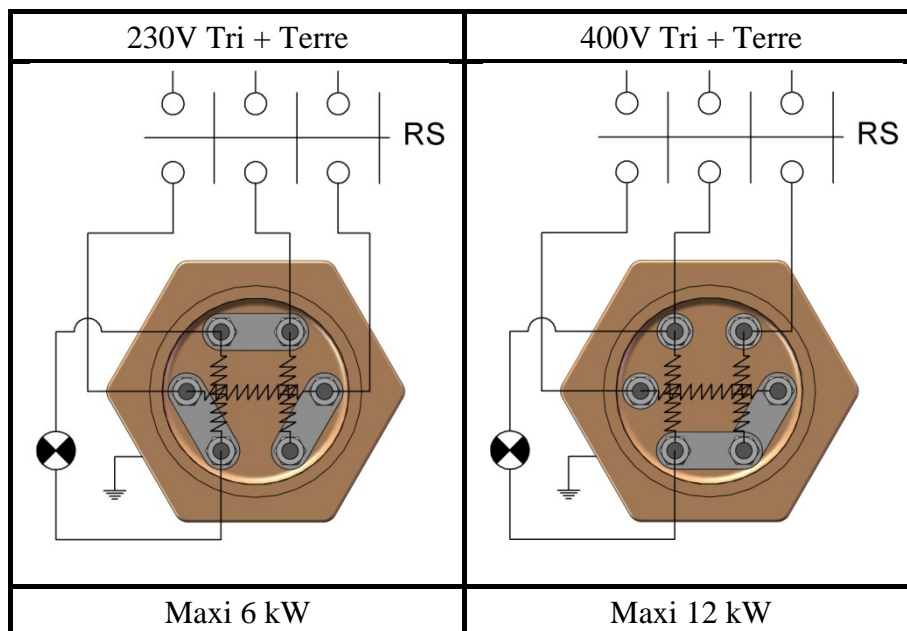 230V Tri + Terre
400V Tri + Terre
RS
RS
Maxi 6 kW
Maxi 12 kW